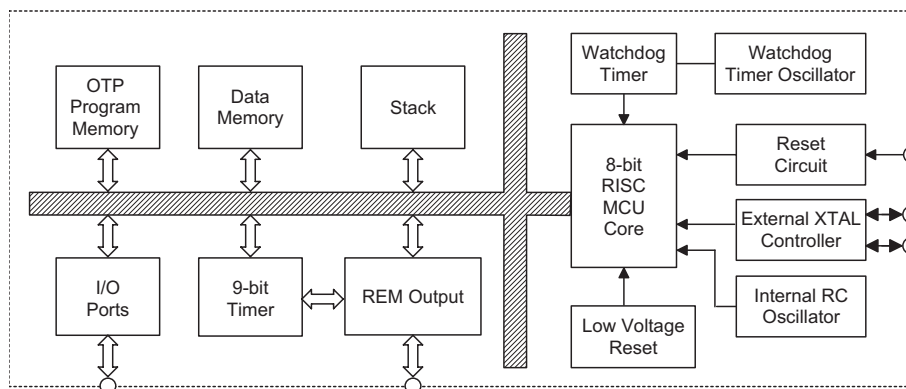 OTP
Program
Memory
Data
Memory
Stack
Watchdog
Timer
Watchdog
Timer Oscillator
8-bit
RISC
MCU
Core
Reset
Circuit
External XTAL
Controller
I/O
Ports
9-bit
Timer
REM Output
Low Voltage
Reset
Internal RC
Oscillator